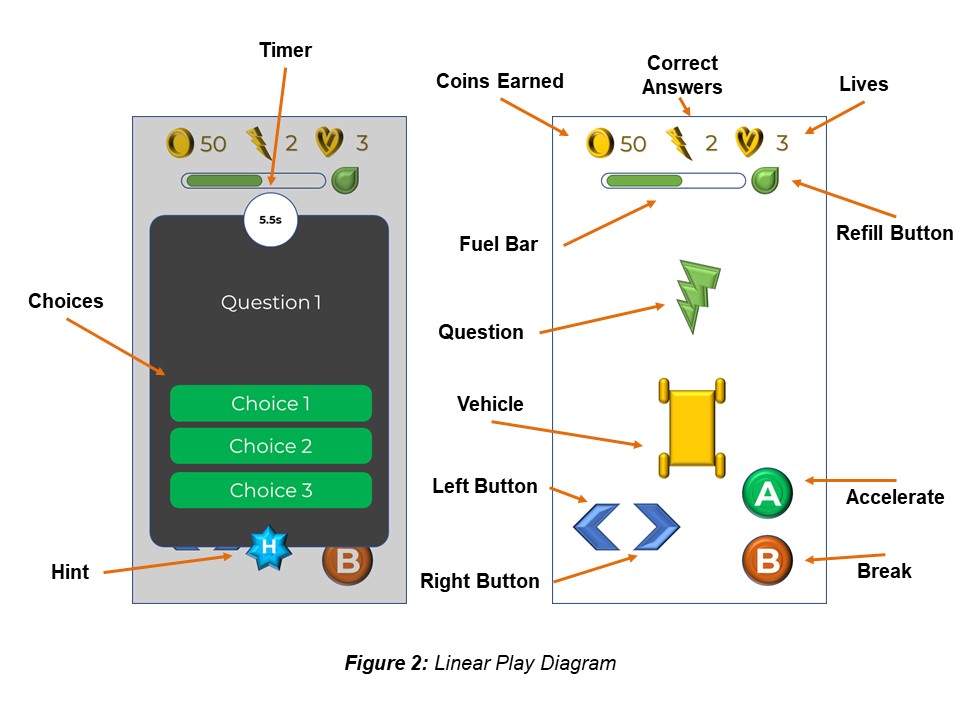 Timer
Coins Earned
Correct
Answers
Lives
50 2 3
50 2 3
5.5s
Fuel Bar
Refill Button
Choices
Question 1
Question
Choice 1
Choice 2
Choice 3
Vehicle
Left Button
A
Accelerate
H
B
Hint
Right Button
B
Break
Figure 2: Linear Play Diagram